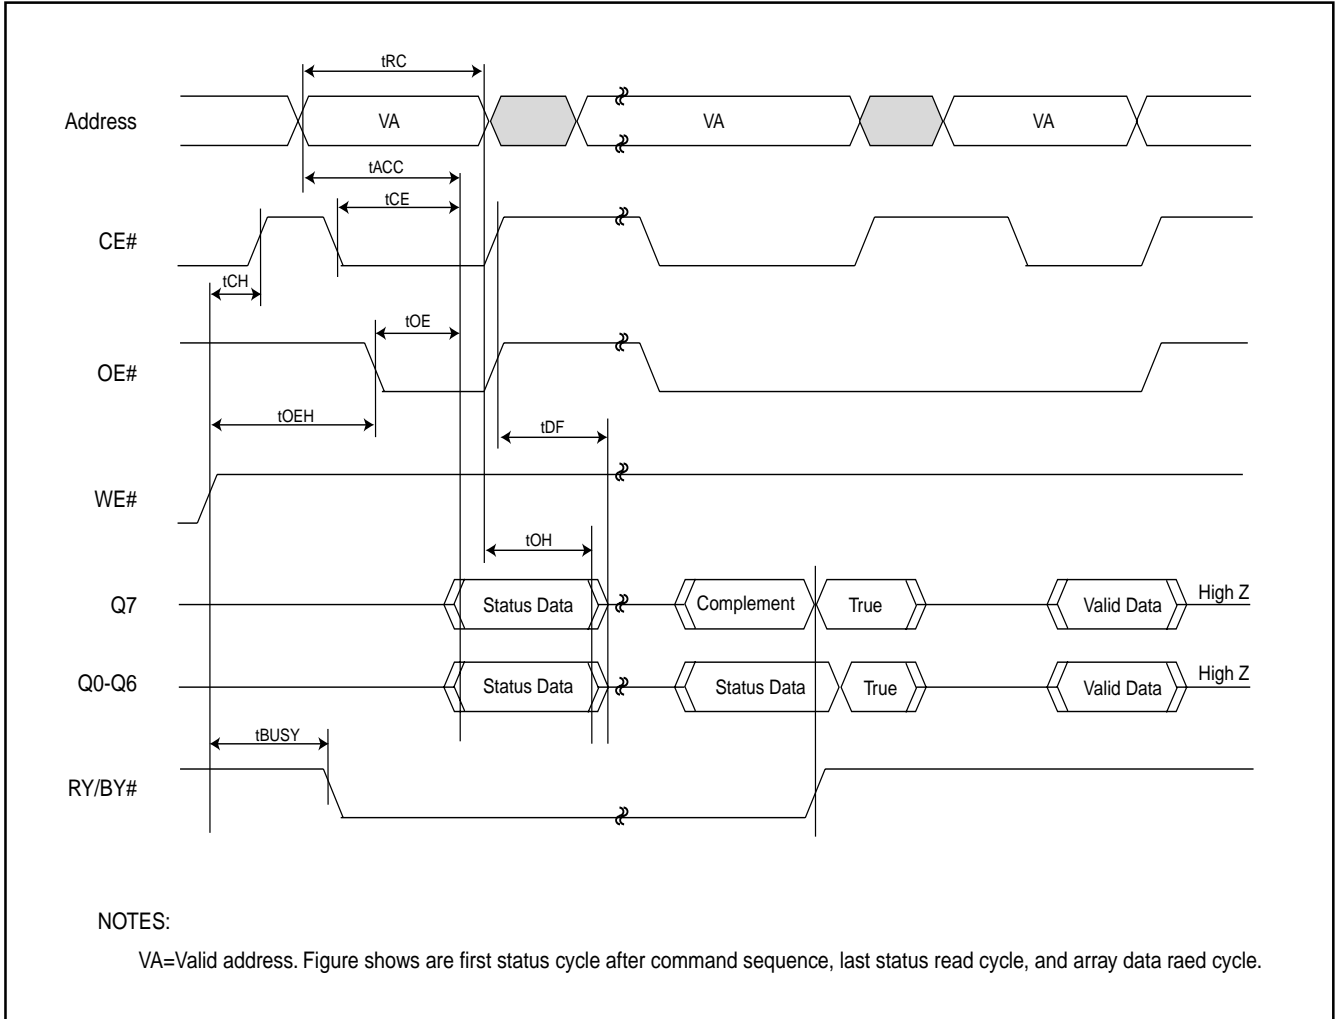 tRC
Address
VA
VA
VA
tACC
tCE
CE#
tCH
tOE
OE#
tOEH
tDF
WE#
tOH
Q7
Status Data
Complement
True
Valid Data
High Z
Q0-Q6
Status Data
Status Data
True
Valid Data
High Z
tBUSY
RY/BY#
NOTES:
VA=Valid address. Figure shows are first status cycle after command sequence, last status read cycle, and array data raed cycle.